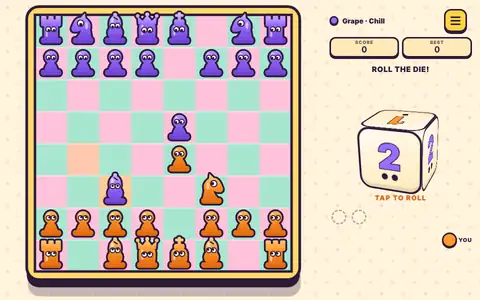 Grape · Chill
SCORE
0
BEST
0
ROLL THE DIE!
2
TAP TO ROLL
YOU